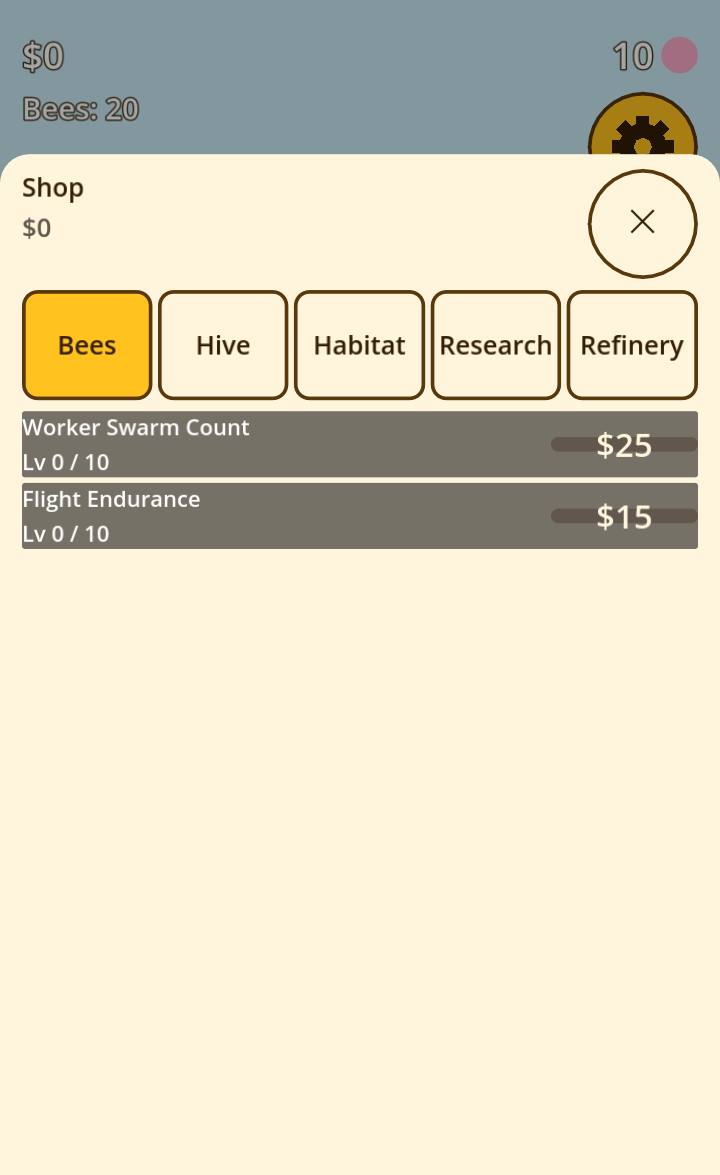 $0
10
Bees: 20
Shop
$0
Bees
Hive
Habitat
Research
Refinery
Worker Swarm Count
Lv 0 / 10
$25
Flight Endurance
Lv 0 / 10
$15